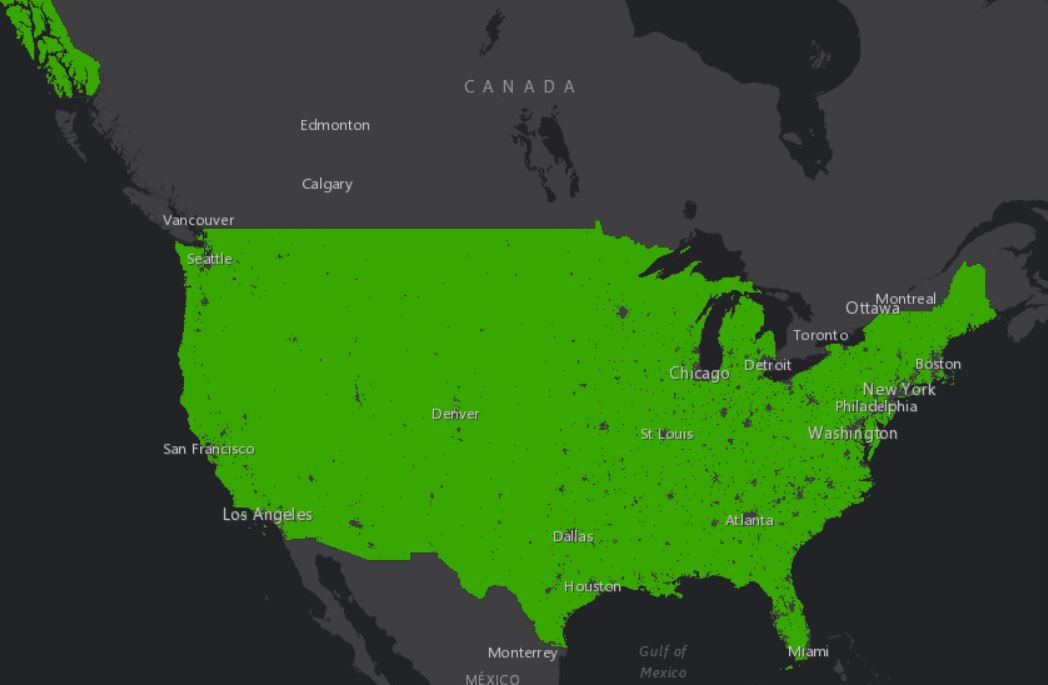 CANADA
Edmonton
Calgary
Vancouver
Seattle
Montreal
Ottawa
Toronto
Boston
Detroit
Chicago
New York
Philadelphia
Denver
St Louis
Washington
San Francisco
Los Angeles
Atlanta
Dallas
Houston
Monterrey
Gulf of
Mexico
Miami
MÉXICO